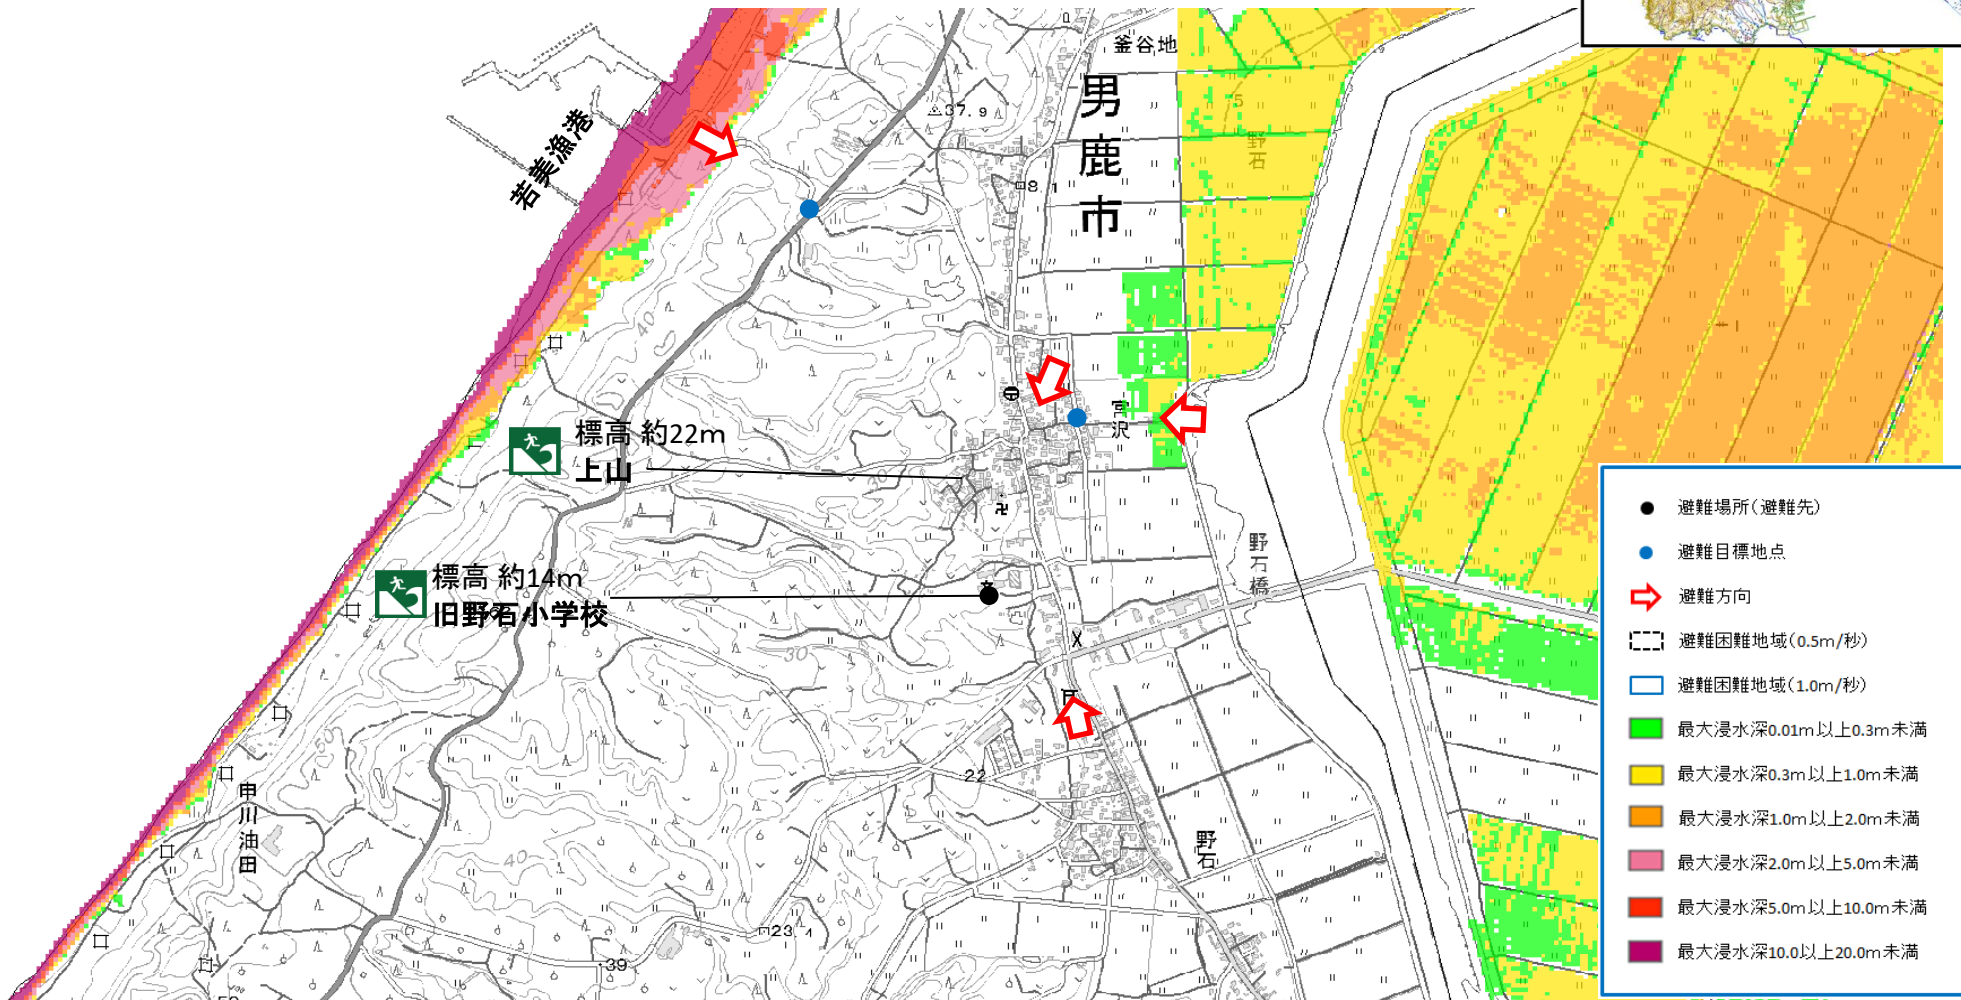 釜谷地
男鹿市
37.9
若美漁港
5
野石
8.1
40
宮沢
標高 約22m
上山
野石橋
標高 約14m
旧野石小学校
30
22
50
申川油田
野石
40
23.4
39
避難場所(避難先)
避難目標地点
避難方向
避難困難地域(0.5m/秒)
避難困難地域(1.0m/秒)
最大浸水深0.01m以上0.3m未満
最大浸水深0.3m以上1.0m未満
最大浸水深1.0m以上2.0m未満
最大浸水深2.0m以上5.0m未満
最大浸水深5.0m以上10.0m未満
最大浸水深10.0以上20.0m未満